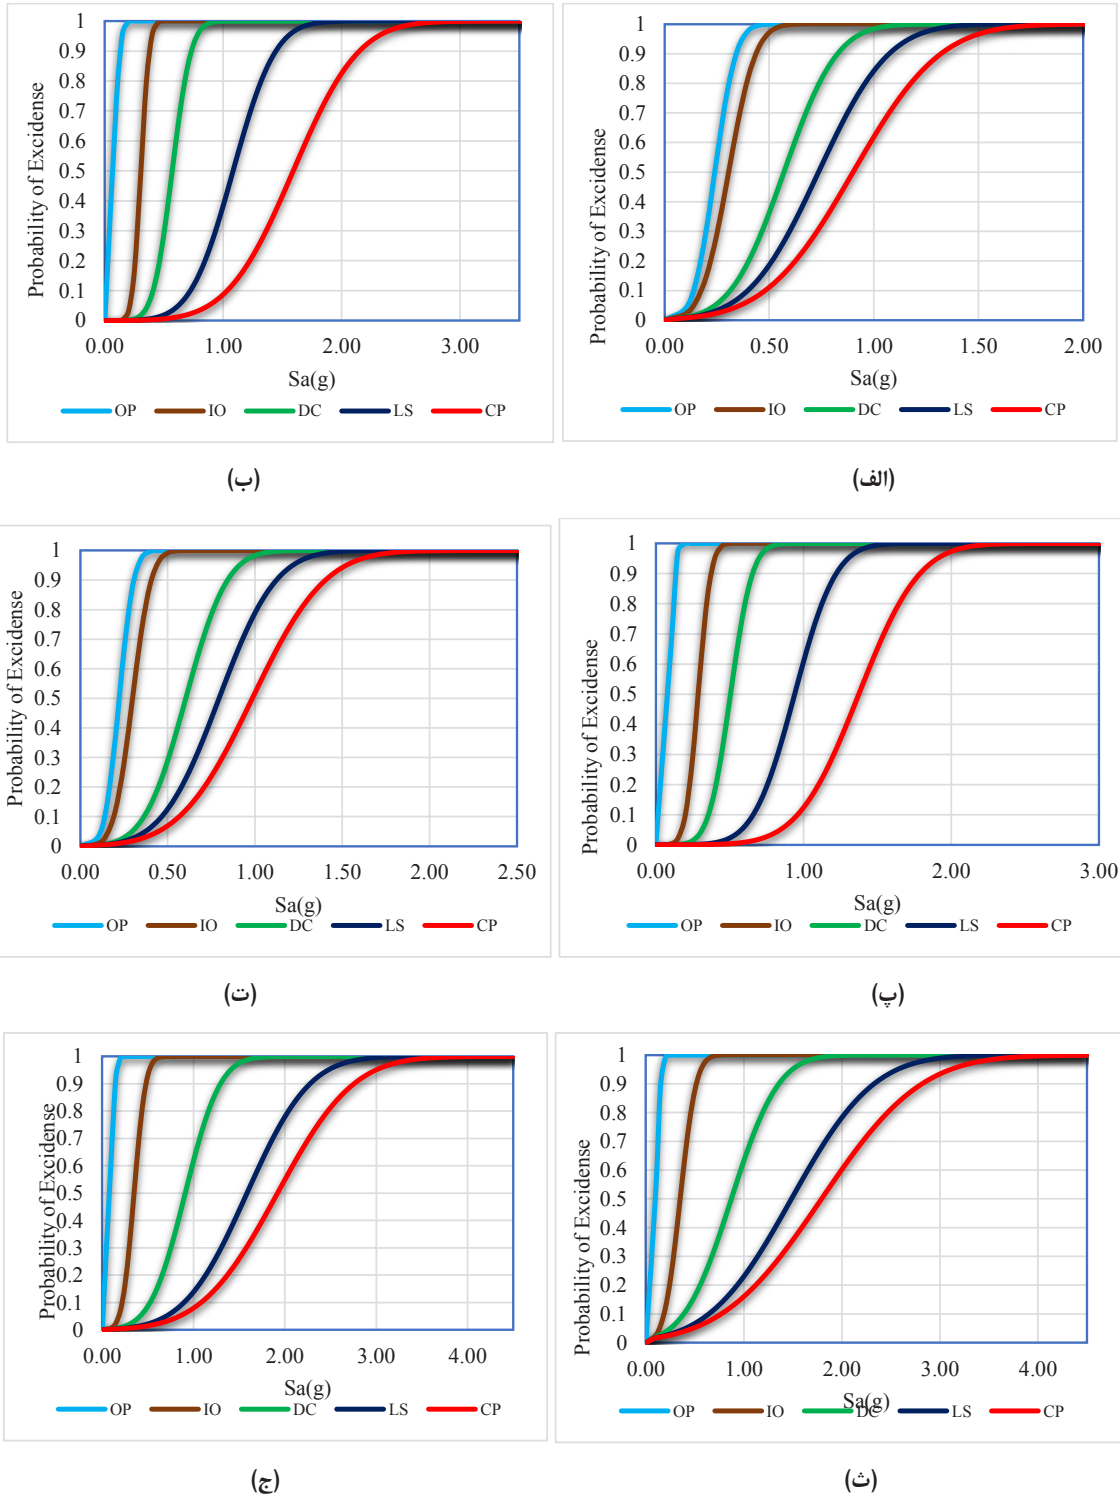 1
0.9
0.8
0.7
0.6
0.5
0.4
0.3
0.2
0.1
0
Probability of Excidense
0.00 0.50 1.00 1.50 2.00
Sa(g)
OP IO DC LS CP
(الف)
1
0.9
0.8
0.7
0.6
0.5
0.4
0.3
0.2
0.1
0
Probability of Excidense
0.00 1.00 2.00 3.00
Sa(g)
OP IO DC LS CP
(ب)
1
0.9
0.8
0.7
0.6
0.5
0.4
0.3
0.2
0.1
0
Probability of Excidense
0.00 1.00 2.00 3.00
Sa(g)
OP IO DC LS CP
(پ)
1
0.9
0.8
0.7
0.6
0.5
0.4
0.3
0.2
0.1
0
Probability of Excidense
0.00 0.50 1.00 1.50 2.00 2.50
Sa(g)
OP IO DC LS CP
(ت)
1
0.9
0.8
0.7
0.6
0.5
0.4
0.3
0.2
0.1
0
Probability of Excidense
0.00 1.00 2.00 3.00 4.00
Sa(g)
OP IO DC LS CP
(ث)
1
0.9
0.8
0.7
0.6
0.5
0.4
0.3
0.2
0.1
0
Probability of Excidense
0.00 1.00 2.00 3.00 4.00
Sa(g)
OP IO DC LS CP
(ج)